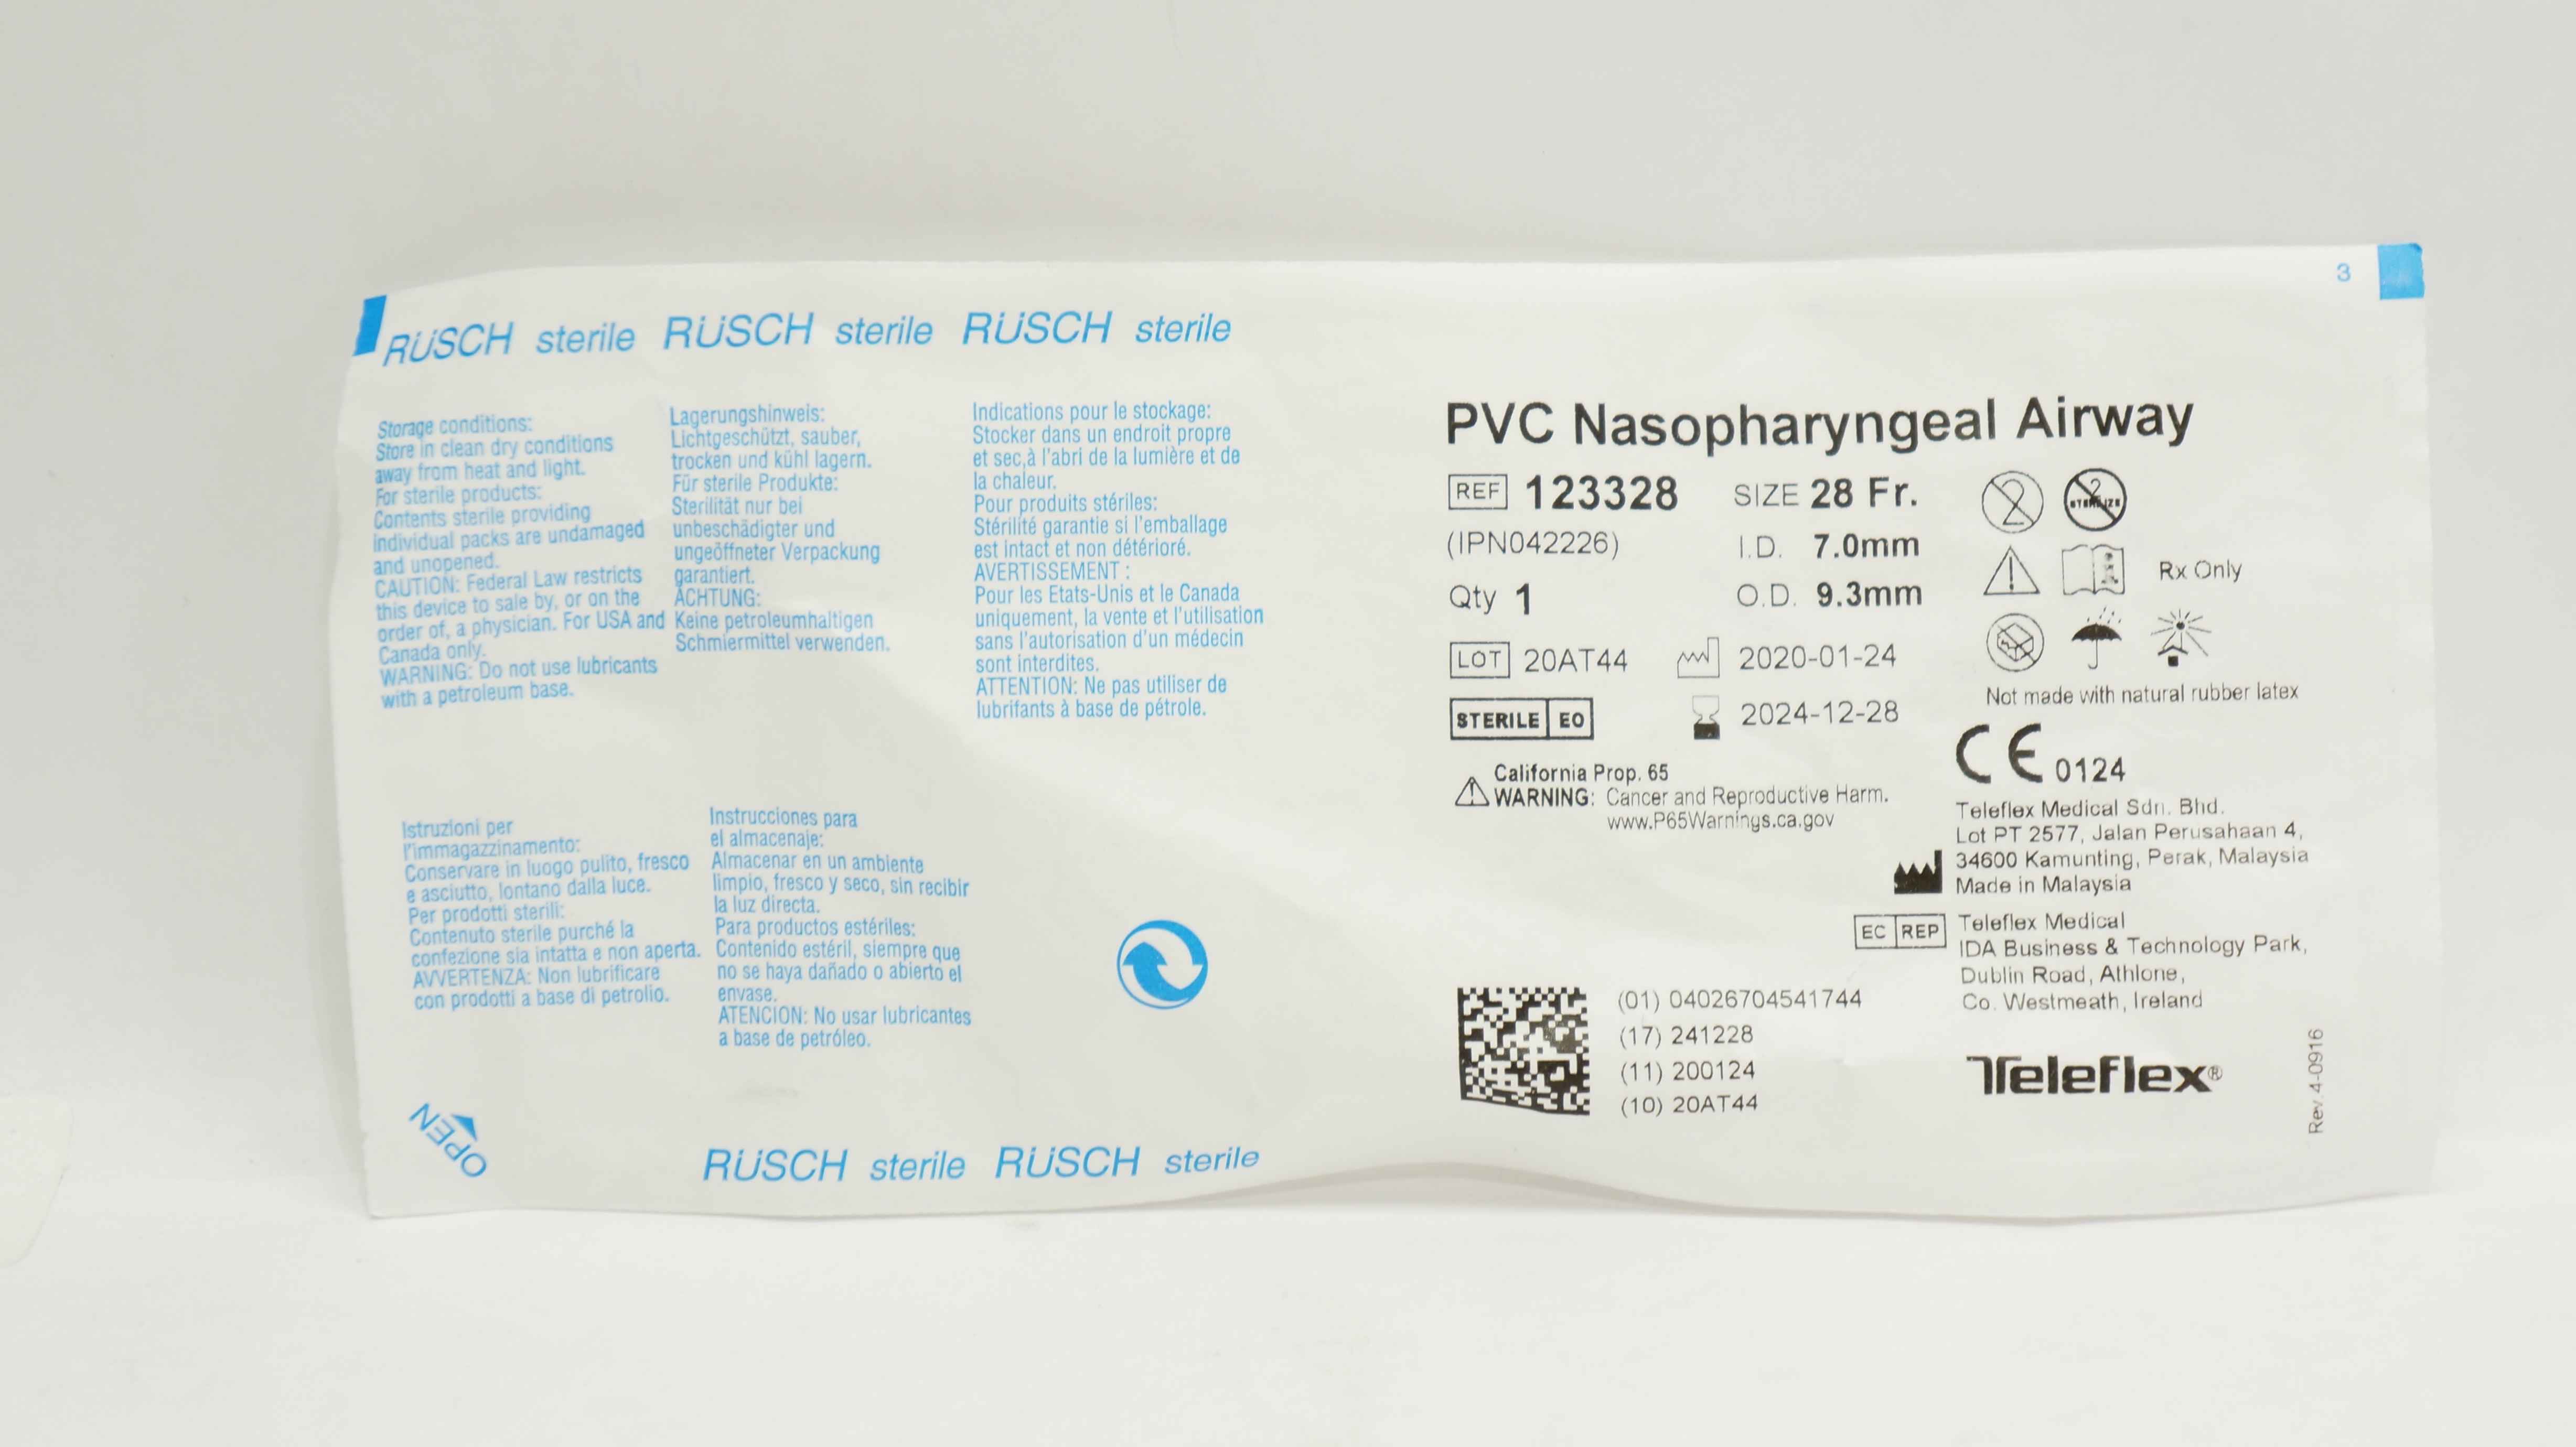 3
RÜSCH sterile RÜSCH sterile RÜSCH sterile
Storage conditions:
Store in clean dry conditions
away from heat and light.
For sterile products:
Contents sterile providing
individual packs are undamaged
and unopened.
CAUTION: Federal Law restricts
this device to sale by, or on the
order of, a physician. For USA and
Canada only.
WARNING: Do not use lubricants
with a petroleum base.
Lagerungshinweis:
Lichtgeschützt, sauber,
trocken und kühl lagern.
Für sterile Produkte:
Sterilität nur bei
unbeschädigter und
ungeöffneter Verpackung
garantiert.
ACHTUNG:
Keine petroleumhaltigen
Schmiermittel verwenden.
Indications pour le stockage:
Stocker dans un endroit propre
et sec,à l'abri de la lumière et de
la chaleur.
Pour produits stériles:
Stérilité garantie si l'emballage
est intact et non détérioré.
AVERTISSEMENT :
Pour les Etats-Unis et le Canada
uniquement, la vente et l'utilisation
sans l'autorisation d'un médecin
sont interdites.
ATTENTION: Ne pas utiliser de
lubrifants à base de pétrole.
Istruzioni per
l'immagazzinamento:
Conservare in luogo pulito, fresco
e asciutto, lontano dalla luce.
Per prodotti sterili:
Contenuto sterile purché la
confezione sia intatta e non aperta.
AVVERTENZA: Non lubrificare
con prodotti a base di petrolio.
Instrucciones para
el almacenaje:
Almacenar en un ambiente
limpio, fresco y seco, sin recibir
la luz directa.
Para productos estériles:
Contenido estéril, siempre que
no se haya dañado o abierto el
envase.
ATENCION: No usar lubricantes
a base de petróleo.
OPEN
RÜSCH sterile RÜSCH sterile
PVC Nasopharyngeal Airway
REF 123328 SIZE 28 Fr.
(IPN042226) I.D. 7.0mm
Qty 1 O.D. 9.3mm
LOT 20AT44 2020-01-24
STERILE EO 2024-12-28
2 2 STERILIZE
Rx Only
Not made with natural rubber latex
California Prop. 65
WARNING: Cancer and Reproductive Harm.
www.P65Warnings.ca.gov
CE 0124
Teleflex Medical Sdn. Bhd.
Lot PT 2577, Jalan Perusahaan 4,
34600 Kamunting, Perak, Malaysia
Made in Malaysia
EC REP Teleflex Medical
IDA Business & Technology Park,
Dublin Road, Athlone,
Co. Westmeath, Ireland
(01) 04026704541744
(17) 241228
(11) 200124
(10) 20AT44
Teleflex®
Rev 4-0916